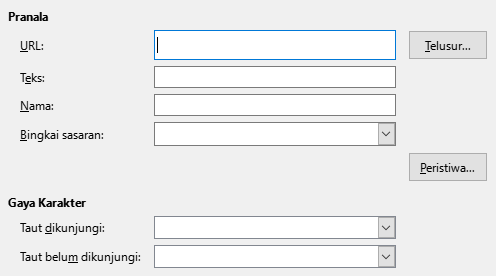 Pranala
URL:
Telusur...
Teks:
Nama:
Bingkai sasaran:
Peristiwa...
Gaya Karakter
Taut dikunjungi:
Taut belum dikunjungi: